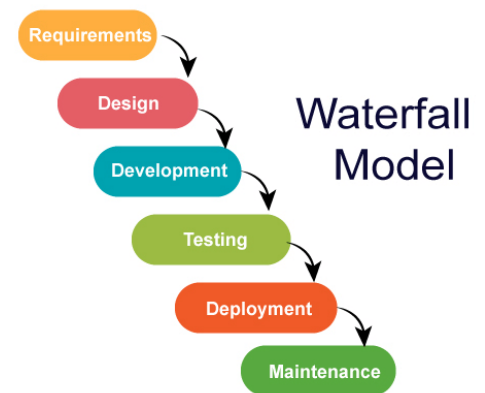 Requirements
Design
Waterfall
Model
Development
Testing
Deployment
Maintenance